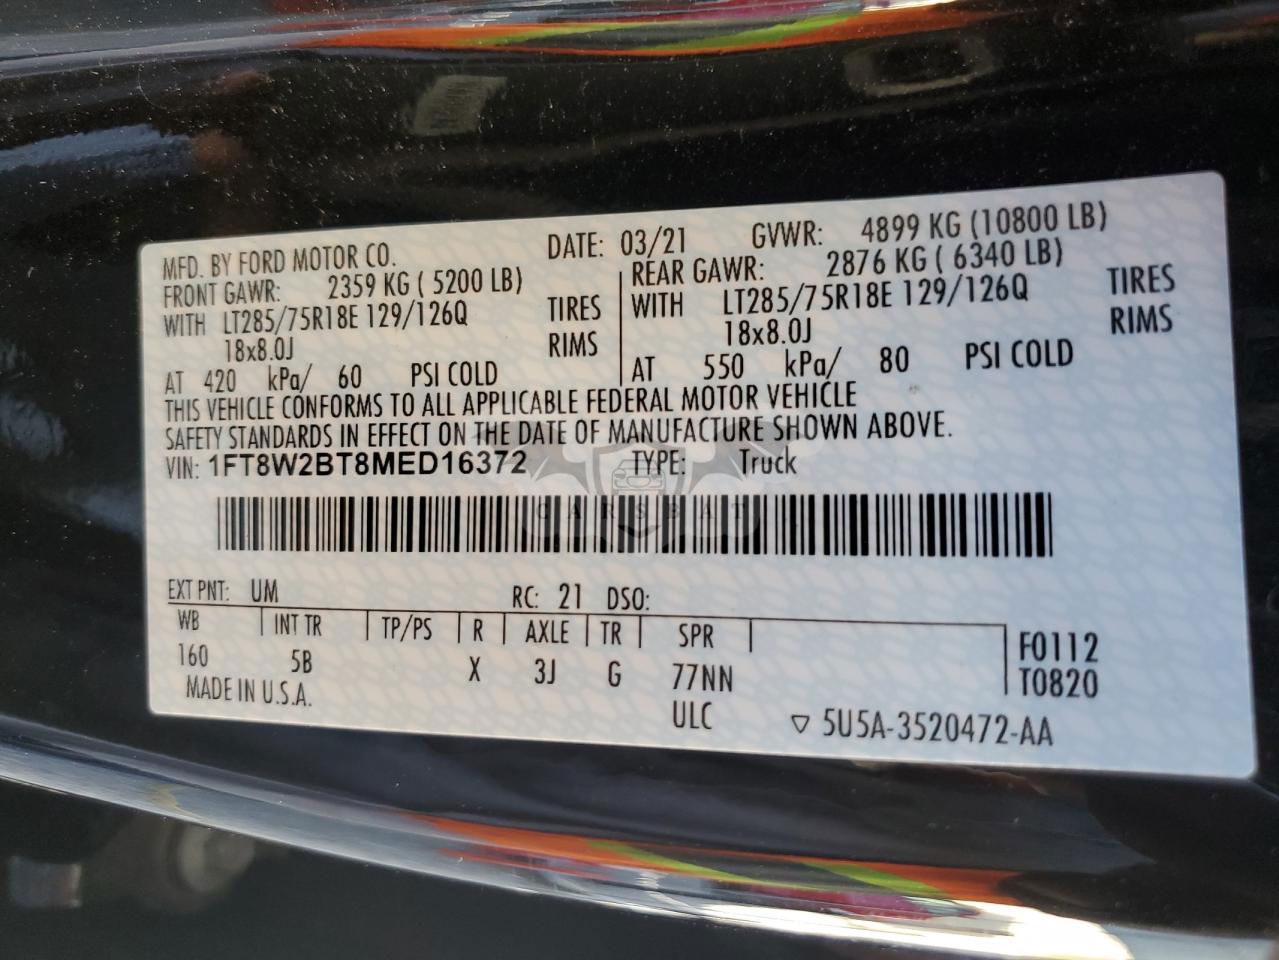 MFD. BY FORD MOTOR CO. DATE: 03/21 GVWR: 4899 KG (10800 LB)
FRONT GAWR: 2359 KG ( 5200 LB) REAR GAWR: 2876 KG ( 6340 LB)
WITH LT285/75R18E 129/126Q TIRES WITH LT285/75R18E 129/126Q TIRES
18x8.0J RIMS 18x8.0J RIMS
AT 420 kPa/ 60 PSI COLD AT 550 kPa/ 80 PSI COLD
THIS VEHICLE CONFORMS TO ALL APPLICABLE FEDERAL MOTOR VEHICLE
SAFETY STANDARDS IN EFFECT ON THE DATE OF MANUFACTURE SHOWN ABOVE.
VIN: 1FT8W2BT8MED16372 TYPE: Truck
CARSBAT
EXT PNT: UM RC: 21 DSO:
WB INT TR TP/PS R AXLE TR SPR F0112
160 5B X 3J G 77NN T0820
MADE IN U.S.A. ULC ▽ 5U5A-3520472-AA